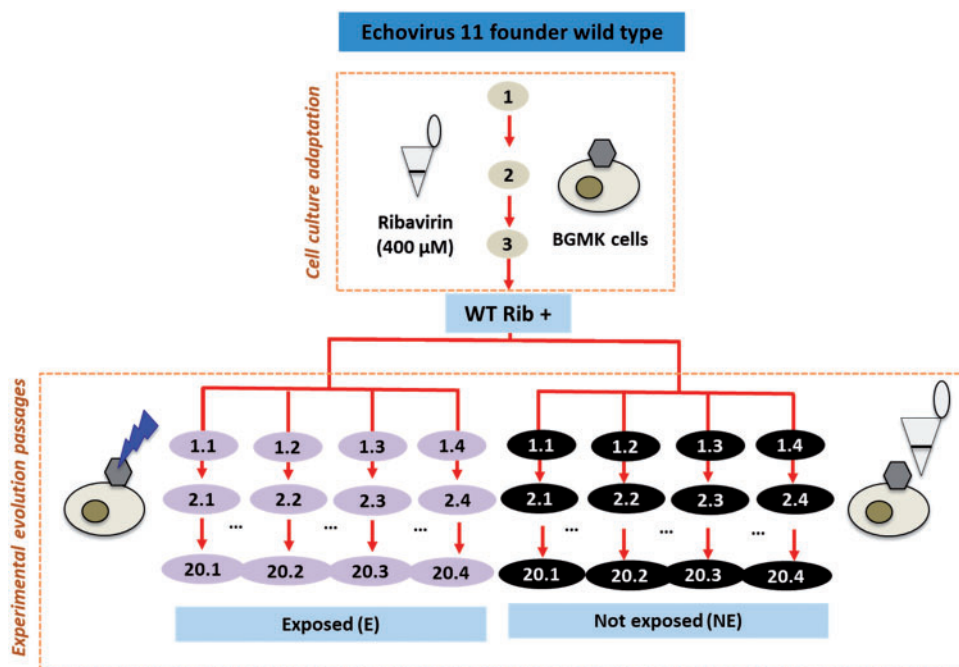 Echovirus 11 founder wild type
Cell culture adaptation
1
2
3
Ribavirin
(400 µM)
BGMK cells
WT Rib +
Experimental evolution passages
1.1 1.2 1.3 1.4 1.1 1.2 1.3 1.4
2.1 2.2 2.3 2.4 2.1 2.2 2.3 2.4
... ... ... ... ... ...
20.1 20.2 20.3 20.4 20.1 20.2 20.3 20.4
Exposed (E)
Not exposed (NE)